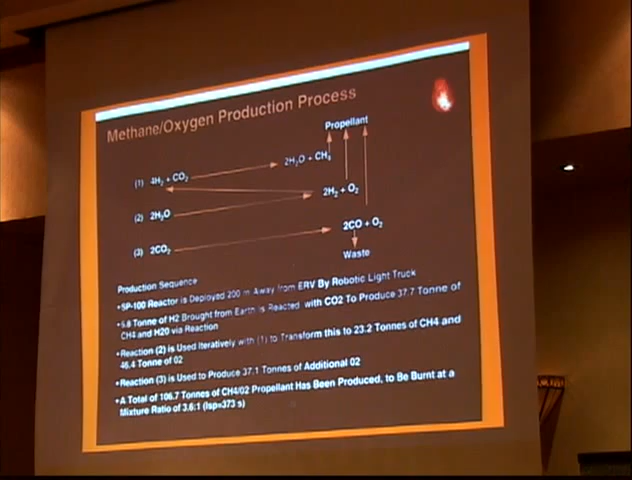 Methane/Oxygen Production Process
Propellant
(1) 4H2 + CO2
2H2O + CH4
(2) 2H2O
2H2 + O2
(3) 2CO2
2CO + O2
Waste
Production Sequence
•SP-100 Reactor is Deployed 200 m Away from ERV By Robotic Light Truck
•5.8 Tonne of H2 Brought from Earth is Reacted with CO2 To Produce 37.7 Tonne of
CH4 and H20 via Reaction
•Reaction (2) is Used Iteratively with (1) to Transform this to 23.2 Tonnes of CH4 and
46.4 Tonne of 02
•Reaction (3) is Used to Produce 37.1 Tonnes of Additional 02
•A Total of 106.7 Tonnes of CH4/02 Propellant Has Been Produced, to Be Burnt at a
Mixture Ratio of 3.6:1 (Isp=373 s)